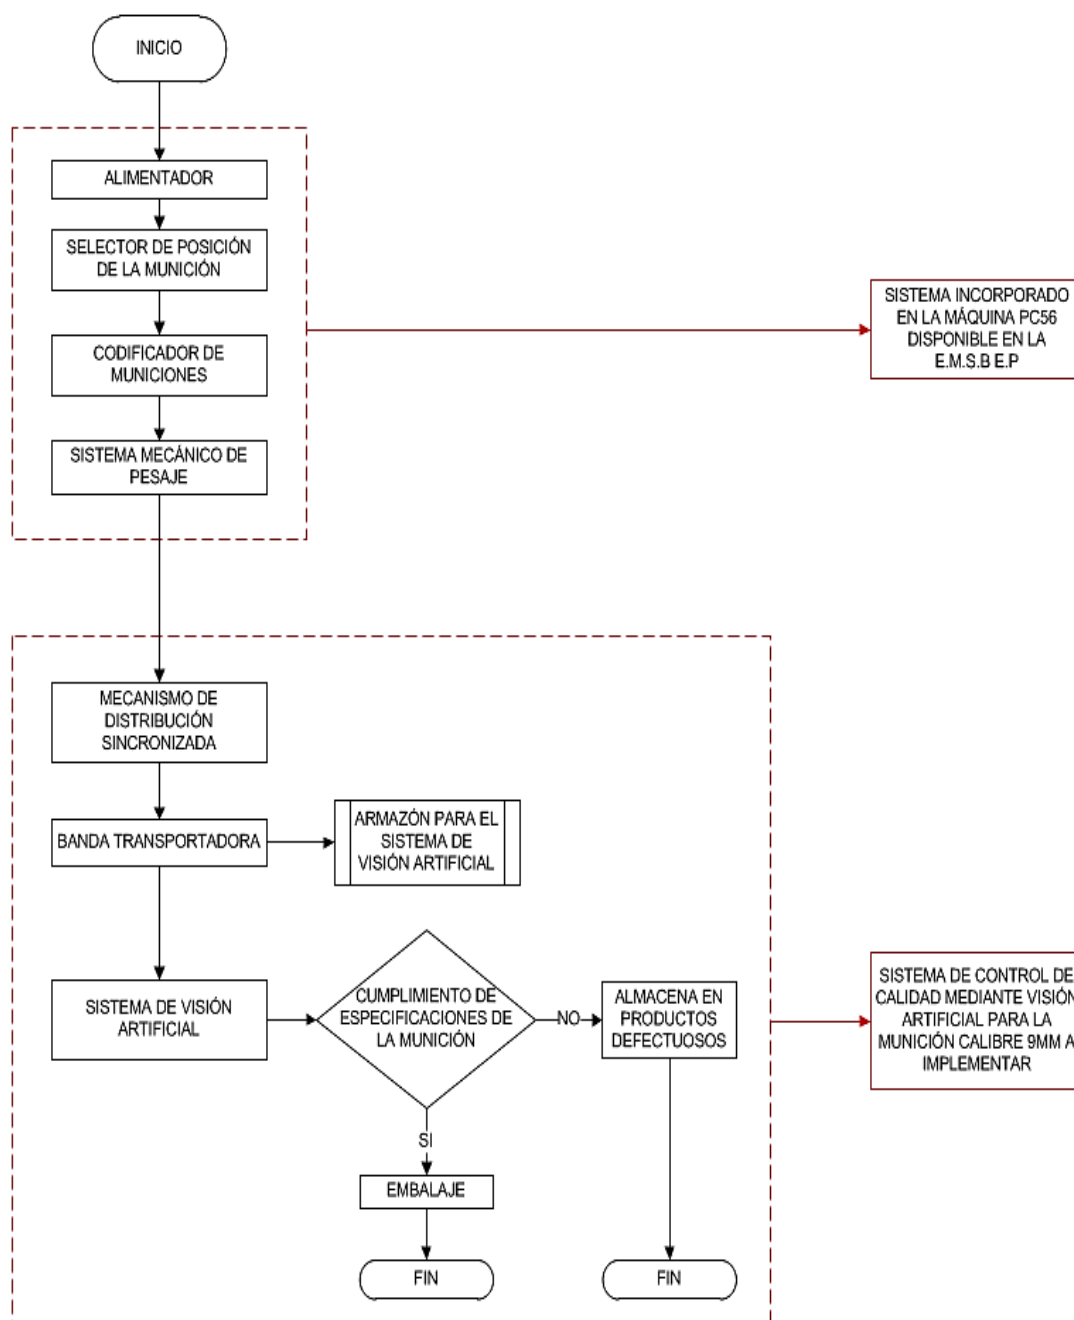 INICIO
ALIMENTADOR
SELECTOR DE POSICIÓN
DE LA MUNICIÓN
CODIFICADOR DE
MUNICIONES
SISTEMA MECÁNICO DE
PESAJE
SISTEMA INCORPORADO
EN LA MÁQUINA PC56
DISPONIBLE EN LA
E.M.S.B E.P
MECANISMO DE
DISTRIBUCIÓN
SINCRONIZADA
BANDA TRANSPORTADORA
ARMAZÓN PARA EL
SISTEMA DE
VISIÓN ARTIFICIAL
SISTEMA DE VISIÓN
ARTIFICIAL
CUMPLIMIENTO DE
ESPECIFICACIONES DE
LA MUNICIÓN
NO
ALMACENA EN
PRODUCTOS
DEFECTUOSOS
SI
EMBALAJE
FIN
FIN
SISTEMA DE CONTROL DE
CALIDAD MEDIANTE VISIÓN
ARTIFICIAL PARA LA
MUNICIÓN CALIBRE 9MM A
IMPLEMENTAR